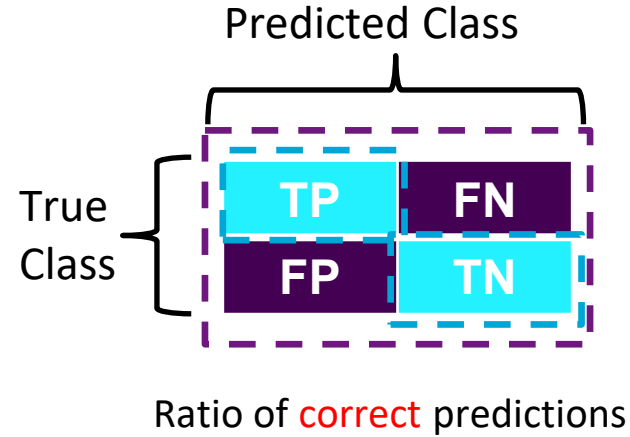 Predicted Class
True
Class
TP FN
FP TN
Ratio of correct predictions